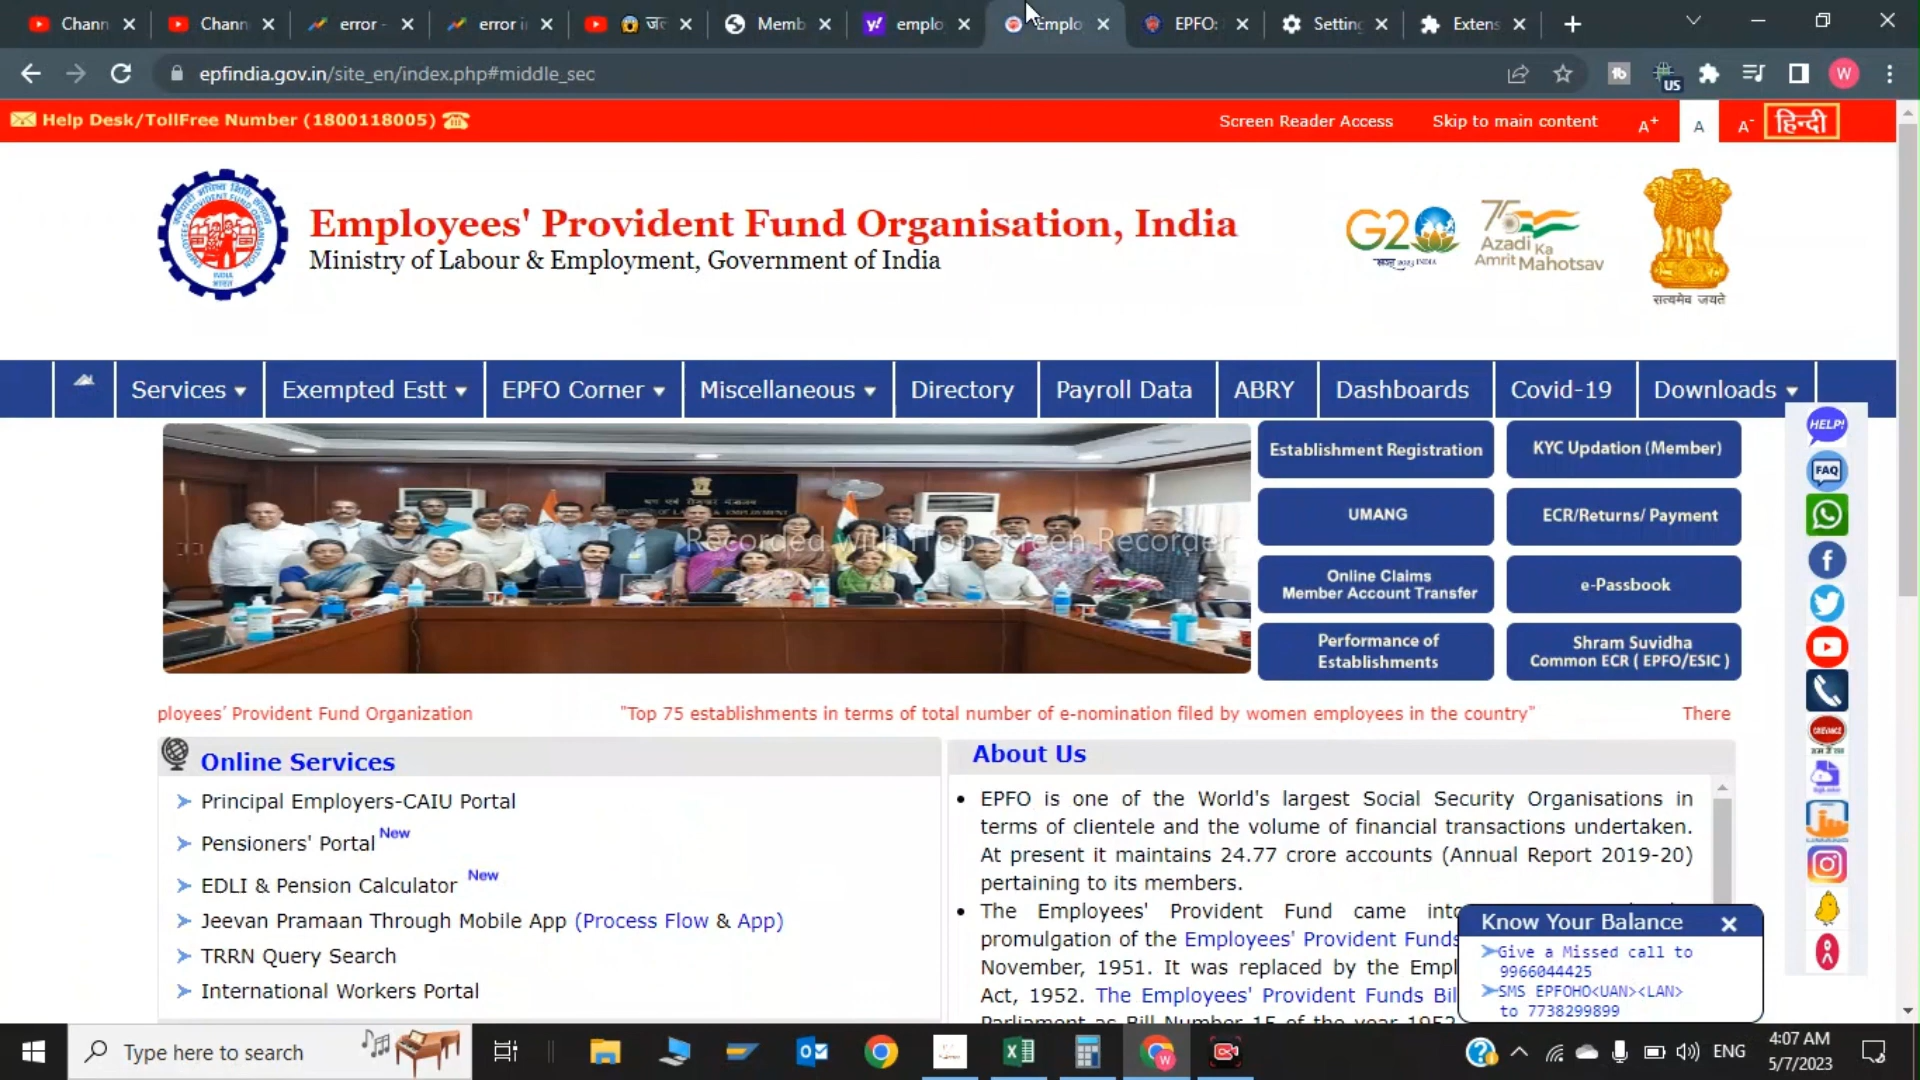 Chann
Chann
error -
error i
Memb
emplo
Emplo
EPFO:
Setting
Extens
epfindia.gov.in/site_en/index.php#middle_sec
US
W
Help Desk/TollFree Number (1800118005)
Screen Reader Access
Skip to main content
A+
A
A-
हिन्दी
Employees' Provident Fund Organisation, India
Ministry of Labour & Employment, Government of India
G20
75
Azadi Ka
Amrit Mahotsav
सत्यमेव जयते
Services
Exempted Estt
EPFO Corner
Miscellaneous
Directory
Payroll Data
ABRY
Dashboards
Covid-19
Downloads
HELP!
FAQ
Establishment Registration
KYC Updation (Member)
UMANG
ECR/Returns/ Payment
Online Claims
Member Account Transfer
e-Passbook
Performance of
Establishments
Shram Suvidha
Common ECR ( EPFO/ESIC )
Recorded with iTop Screen Recorder
ployees' Provident Fund Organization
"Top 75 establishments in terms of total number of e-nomination filed by women employees in the country"
There
Online Services
Principal Employers-CAIU Portal
Pensioners' Portal New
EDLI & Pension Calculator New
Jeevan Pramaan Through Mobile App (Process Flow & App)
TRRN Query Search
International Workers Portal
About Us
EPFO is one of the World's largest Social Security Organisations in
terms of clientele and the volume of financial transactions undertaken.
At present it maintains 24.77 crore accounts (Annual Report 2019-20)
pertaining to its members.
The Employees' Provident Fund came into
promulgation of the Employees' Provident Funds
November, 1951. It was replaced by the Empl
Act, 1952. The Employees' Provident Funds Bil
Parliament as Bill Number 15 of the year 1952
Know Your Balance
Give a Missed call to
9966044425
SMS EPFOHO<UAN><LAN>
to 7738299899
Type here to search
ENG
4:07 AM
5/7/2023